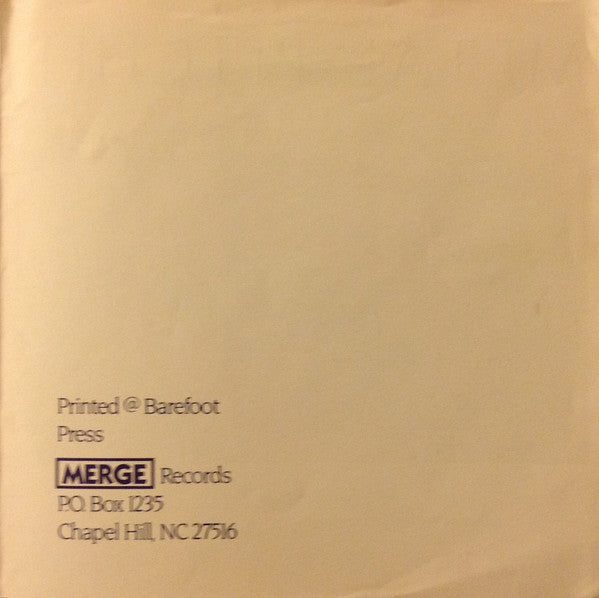 Printed @ Barefoot
Press
MERGE Records
P.O. Box 1235
Chapel Hill, NC 27516